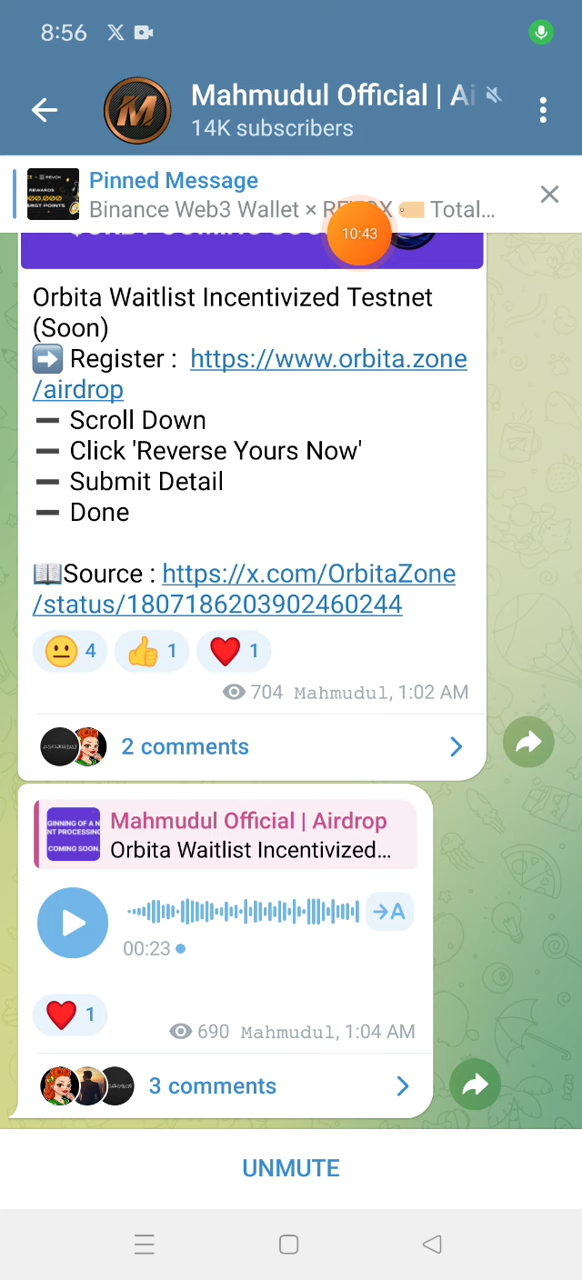 8:56
Mahmudul Official | Ai
14K subscribers
Pinned Message
Binance Web3 Wallet × R X 🏷️ Total...
10:43
Orbita Waitlist Incentivized Testnet
(Soon)
➡️ Register : https://www.orbita.zone
/airdrop
➖ Scroll Down
➖ Click 'Reverse Yours Now'
➖ Submit Detail
➖ Done
📖Source : https://x.com/OrbitaZone
/status/1807186203902460244
😐 4 👍 1 ❤️ 1
704 Mahmudul, 1:02 AM
2 comments
Mahmudul Official | Airdrop
Orbita Waitlist Incentivized...
→A
00:23
❤️ 1
690 Mahmudul, 1:04 AM
3 comments
UNMUTE